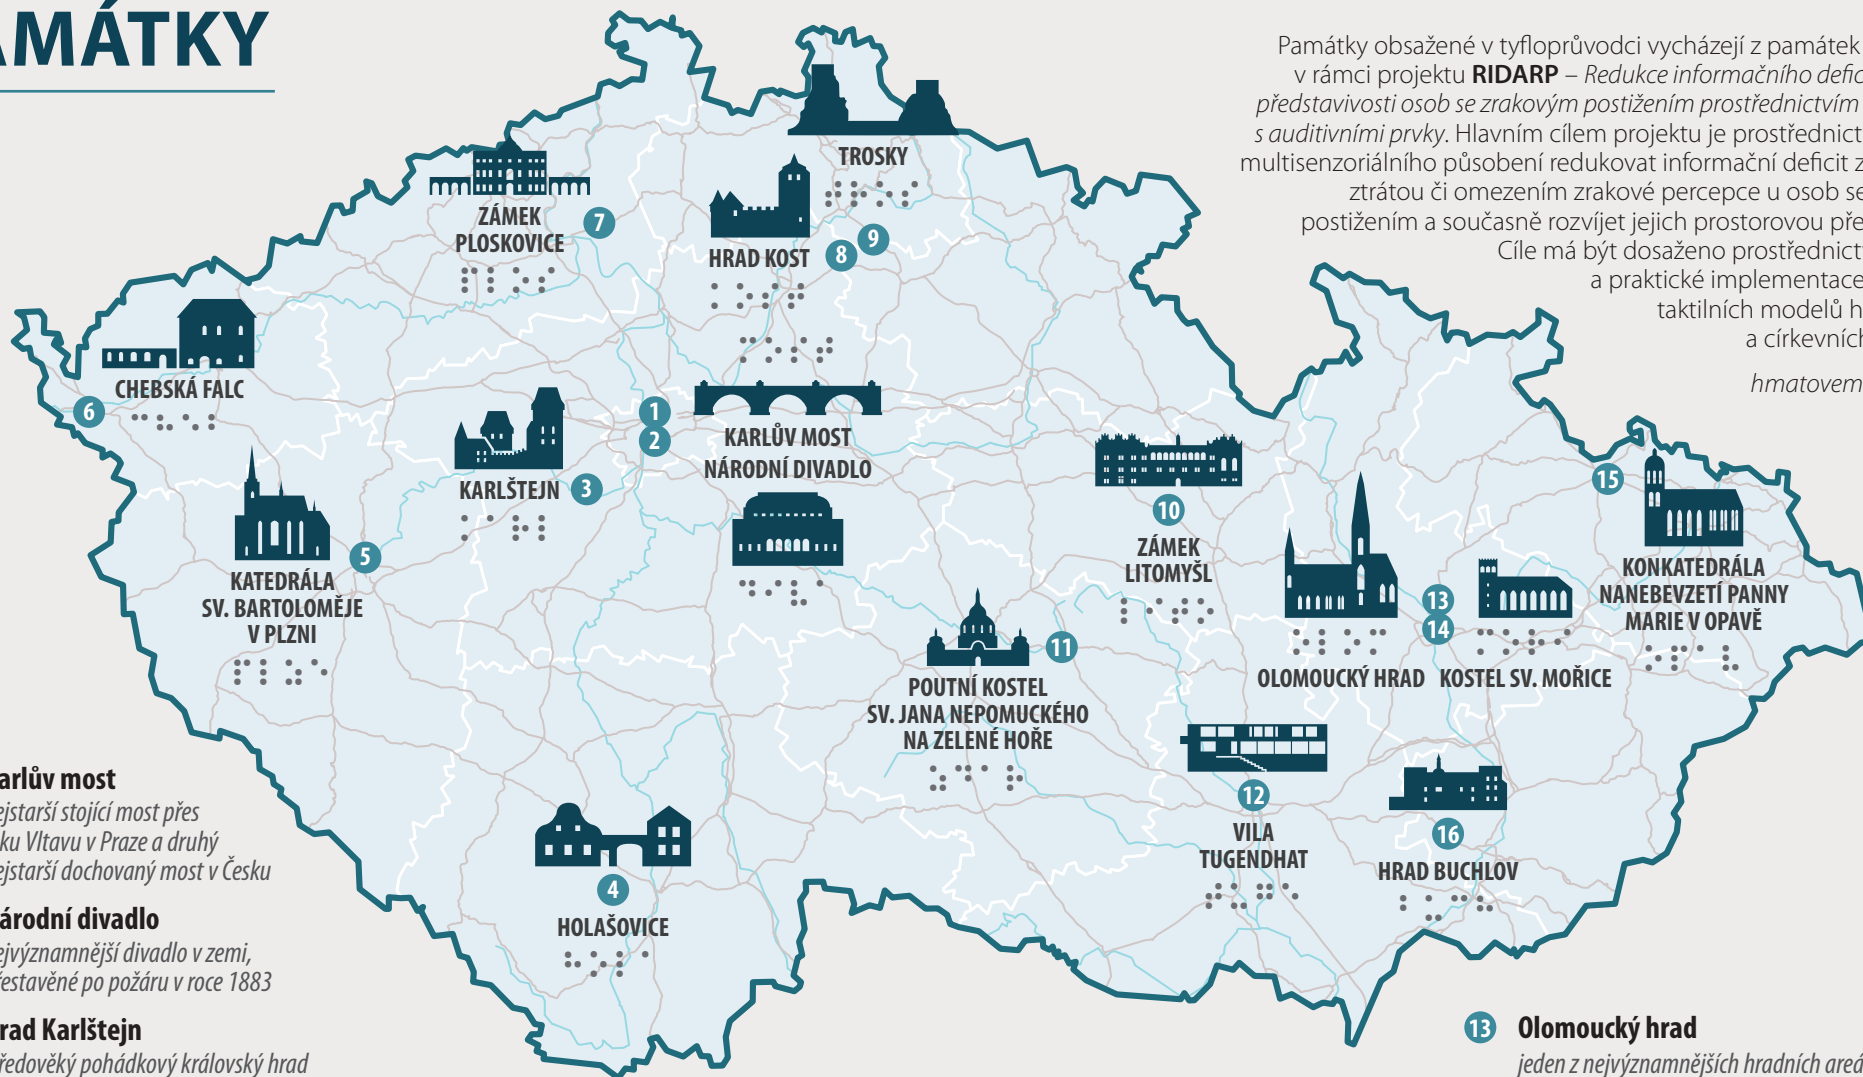 AMÁTKY
Památky obsažené v tyfloprůvodci vycházejí z památek
v rámci projektu RIDARP – Redukce informačního defic
představivosti osob se zrakovým postižením prostřednictvím
s auditivními prvky. Hlavním cílem projektu je prostřednict
multisenzoriálního působení redukovat informační deficit z
ztrátou či omezením zrakové percepce u osob se
postižením a současně rozvíjet jejich prostorovou pře
Cíle má být dosaženo prostřednict
a praktické implementace
taktilních modelů h
a církevních
hmatovem
TROSKY
ZÁMEK
PLOSKOVICE
7
HRAD KOST
8
9
CHEBSKÁ FALC
6
1
2
KARLŮV MOST
NÁRODNÍ DIVADLO
KARLŠTEJN
3
KATEDRÁLA
SV. BARTOLOMĚJE
V PLZNI
5
10
ZÁMEK
LITOMYŠL
15
KONKATEDRÁLA
NANEBEVZETÍ PANNY
MARIE V OPAVĚ
13
14
OLOMOUCKÝ HRAD
KOSTEL SV. MOŘICE
11
POUTNÍ KOSTEL
SV. JANA NEPOMUCKÉHO
NA ZELENÉ HOŘE
12
VILA
TUGENDHAT
16
HRAD BUCHLOV
4
HOLAŠOVICE
arlův most
ejstarší stojící most přes
ku Vltavu v Praze a druhý
ejstarší dochovaný most v Česku
árodní divadlo
ejvýznamnější divadlo v zemi,
řestavěné po požáru v roce 1883
rad Karlštejn
ředověký pohádkový královský hrad
13 Olomoucký hrad
jeden z nejvýznamnějších hradních areá